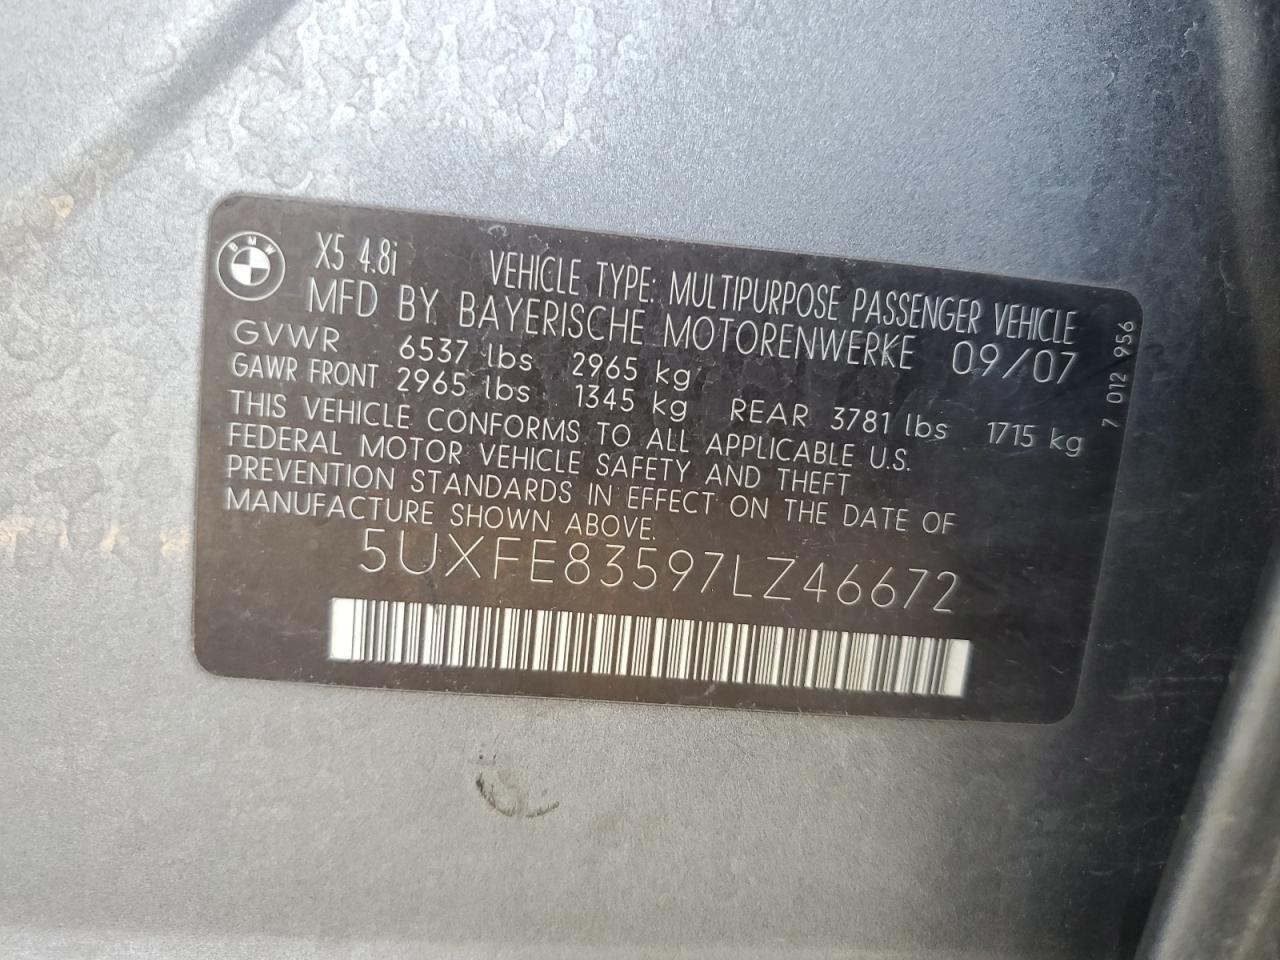 BMW
X5 4.8i VEHICLE TYPE: MULTIPURPOSE PASSENGER VEHICLE
MFD BY BAYERISCHE MOTORENWERKE 09/07
GVWR 6537 lbs 2965 kg
GAWR FRONT 2965 lbs 1345 kg REAR 3781 lbs 1715 kg
THIS VEHICLE CONFORMS TO ALL APPLICABLE U.S.
FEDERAL MOTOR VEHICLE SAFETY AND THEFT
PREVENTION STANDARDS IN EFFECT ON THE DATE OF
MANUFACTURE SHOWN ABOVE.
5UXFE83597LZ46672
7 012 956